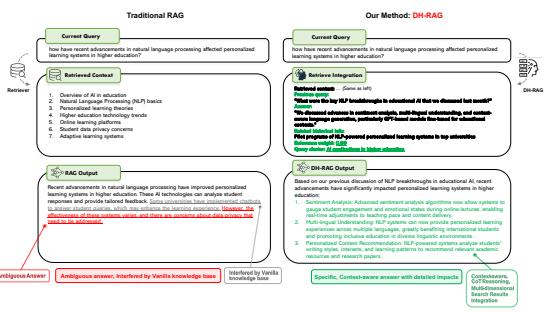 Traditional RAG
Current Query
how have recent advancements in natural language processing affected personalized
learning systems in higher education?
Retriever
Retrieved Context
1. Overview of AI in education
2. Natural Language Processing (NLP) basics
3. Personalized learning theories
4. Higher education technology trends
5. Online learning platforms
6. Student data privacy concerns
7. Adaptive learning systems
RAG Output
Recent advancements in natural language processing have improved personalized
learning systems in higher education. These AI technologies can analyze student
responses and provide tailored feedback. Some universities have implemented chatbots
to answer student queries, which may enhance the learning experience. However, the
effectiveness of these systems varies, and there are concerns about data privacy that
need to be addressed.
Ambiguous Answer
Ambiguous answer, Interfered by Vanilla knowledge base
Interfered by Vanilla
knowledge base
Our Method: DH-RAG
Current Query
how have recent advancements in natural language processing affected personalized
learning systems in higher education?
DH-RAG
Retrieve Integration
Retrieved context: ... (Same as left)
Previous query:
"What were the key NLP breakthroughs in educational AI that we discussed last month?"
Answer:
"We discussed advancements in sentiment analysis, multi-lingual understanding, and context-
aware language generation, particularly GPT-based models fine-tuned for educational
contexts."
Related historical info:
Pilot programs of NLP-powered personalized learning systems in top universities
Relevance weight: 0.89
Query cluster: AI applications in higher education
DH-RAG Output
Based on our previous discussion of NLP breakthroughs in educational AI, recent
advancements have significantly impacted personalized learning systems in higher
education:
1. Sentiment Analysis: Advanced sentiment analysis algorithms now allow systems to
gauge student engagement and emotional states during online lectures, enabling
real-time adjustments to teaching pace and content delivery.
2. Multi-lingual Understanding: NLP systems can now provide personalized learning
experiences across multiple languages, greatly benefiting international students
and promoting inclusive education in diverse linguistic environments.
3. Personalized Content Recommendation: NLP-powered systems analyze students'
writing styles, interests, and learning patterns to recommend relevant academic
resources and research papers.
Specific, Context-aware answer with detailed impacts
Contextaware,
CoT Reasoning,
Multi-dimensional
Search Results
Integration